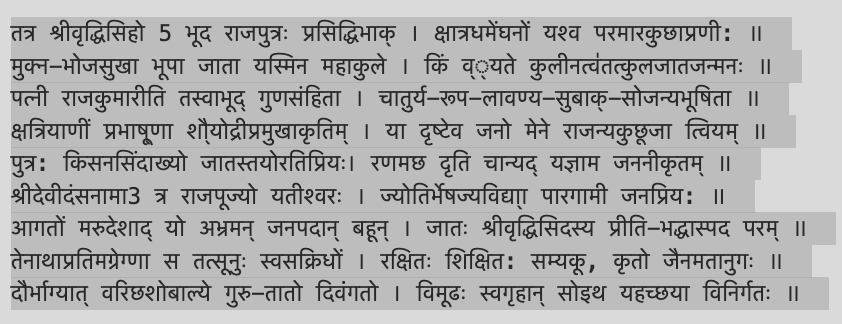 तत्र श्रीवृद्धिसिहो 5 भूद राजपुत्रः प्रसिद्धिभाक् । क्षात्रधमेंघनों यश्व परमारकुछाप्रणी: ॥
मुक्न–भोजसुखा भूपा जाता यस्मिन महाकुले । किं व््यते कुलीनत्वंतत्कुलजातजन्मनः ॥
पत्नी राजकुमारीति तस्वाभूद् गुणसंहिता । चातुर्य–रूप–लावण्य–सुबाक्–सोजन्यभूषिता ॥
क्षत्रियाणीं प्रभाषूणा शौ्योद्रीप्रमुखाकृतिम् । या दृष्टेव जनो मेने राजन्यकुछूजा त्वियम् ॥
पुत्र: किसनसिंदाख्यो जातस्तयोरतिप्रियः। रणमछ दृति चान्यद् यज्ञाम जननीकृतम् ॥
श्रीदेवीदंसनामा3 त्र राजपूज्यो यतीश्वरः । ज्योतिर्भेषज्यविद्याा पारगामी जनप्रिय: ॥
आगतों मरुदेशाद् यो अभ्रमन् जनपदान् बहून् । जातः श्रीवृद्धिसिदस्य प्रीति–भद्धास्पद परम् ॥
तेनाथाप्रतिमग्रेग्णा स तत्सूनुः स्वसक्रिधों । रक्षितः शिक्षित: सम्यकू, कृतो जैनमतानुगः ॥
दौर्भाग्यात् वरिछशोबाल्ये गुरु–तातो दिवंगतो । विमूढः स्वगृहान् सोइथ यहच्छया विनिर्गतः ॥